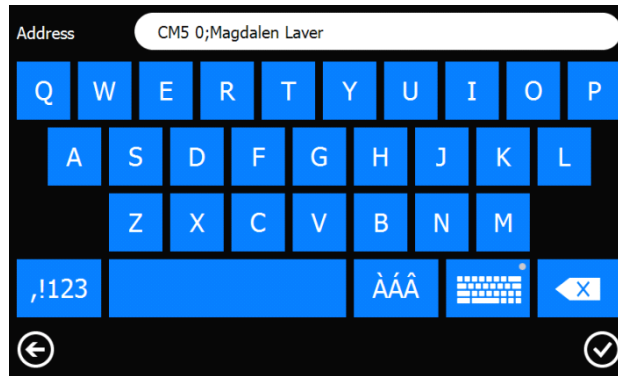 Address CM5 0;Magdalen Laver
Q W E R T Y U I O P
A S D F G H J K L
Z X C V B N M
,!123 ÀÁÂ X